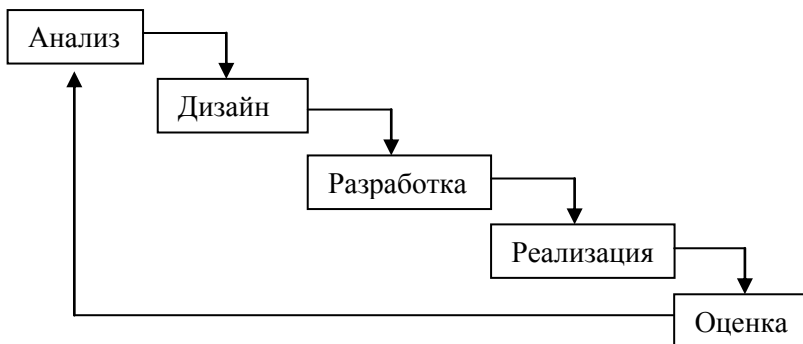 Анализ
Дизайн
Разработка
Реализация
Оценка